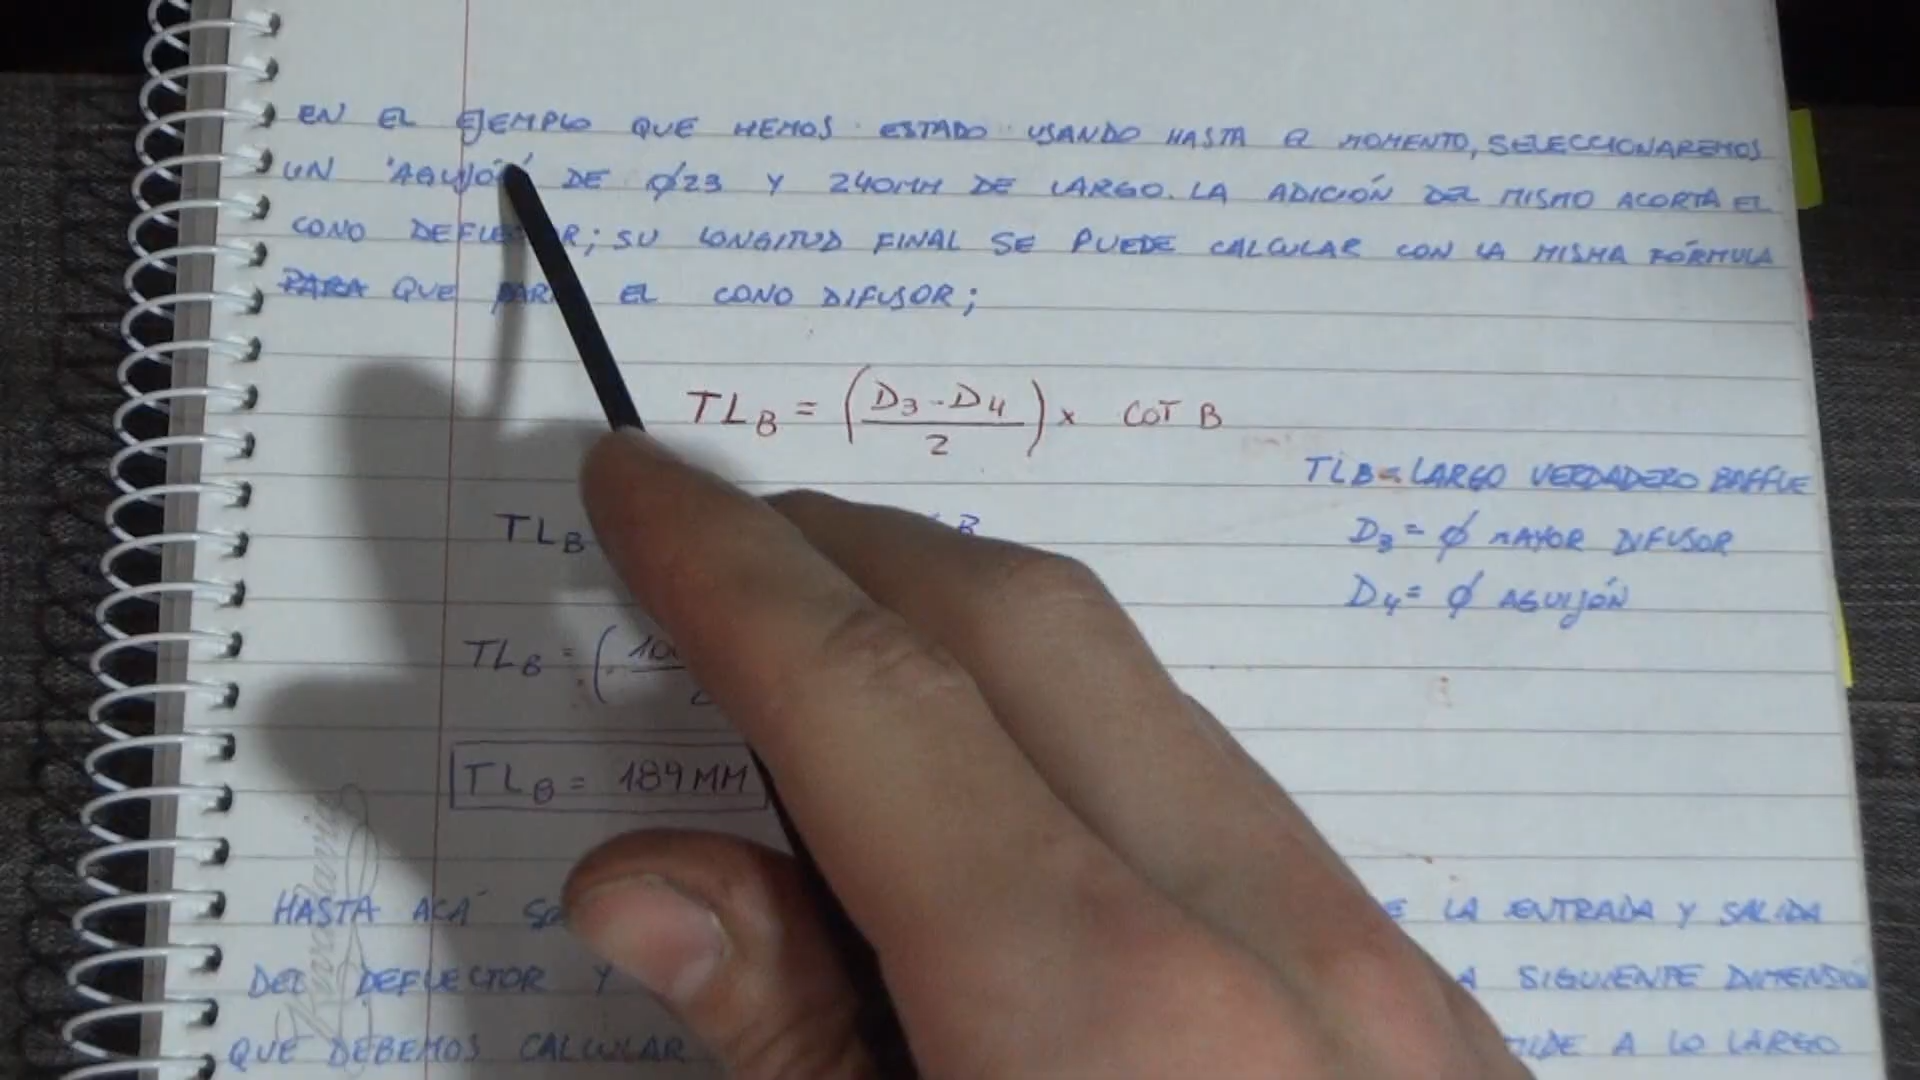 EN EL EJEMPLO QUE HEMOS ESTADO USANDO HASTA EL MOMENTO, SELECCIONAREMOS
UN "AGUIJÓN" DE Ø23 Y 240MM DE LARGO. LA ADICIÓN DEL MISMO ACORTA EL
CONO DEFLECTOR; SU LONGITUD FINAL SE PUEDE CALCULAR CON LA MISMA FÓRMULA
PARA QUE PARA EL CONO DIFUSOR;
TLB = (D3-D4/2) x COT B
TLB = LARGO VERDADERO BAFFLE
TLB B
D3 = Ø MAYOR DIFUSOR
D4 = Ø AGUIJÓN
TLB = (
TLB = 189MM
HASTA ACÁ LA ENTRADA Y SALIDA
DEL DEFLECTOR Y SIGUIENTE DIMENSIÓN
QUE DEBEMOS CALCULAR A LO LARGO